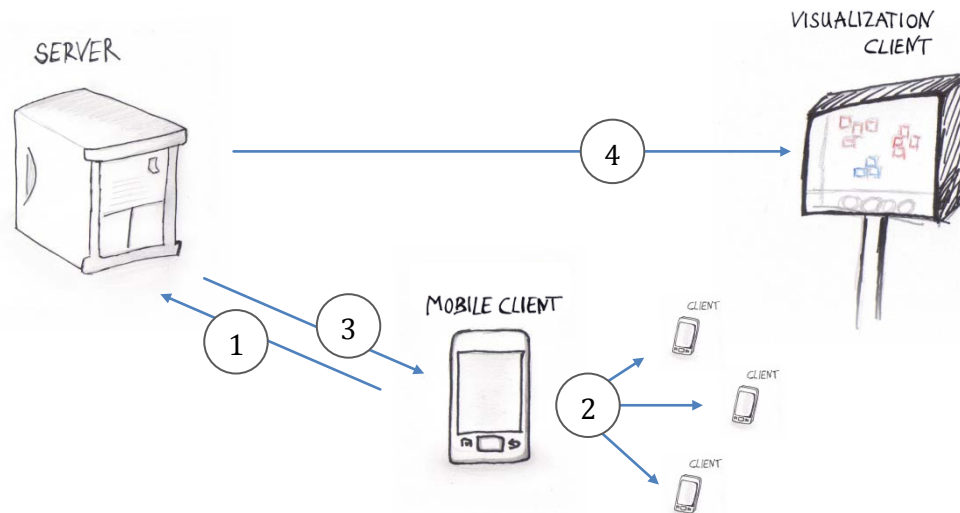 VISUALIZATION
CLIENT
SERVER
4
MOBILE CLIENT
CLIENT
3
1
CLIENT
2
CLIENT